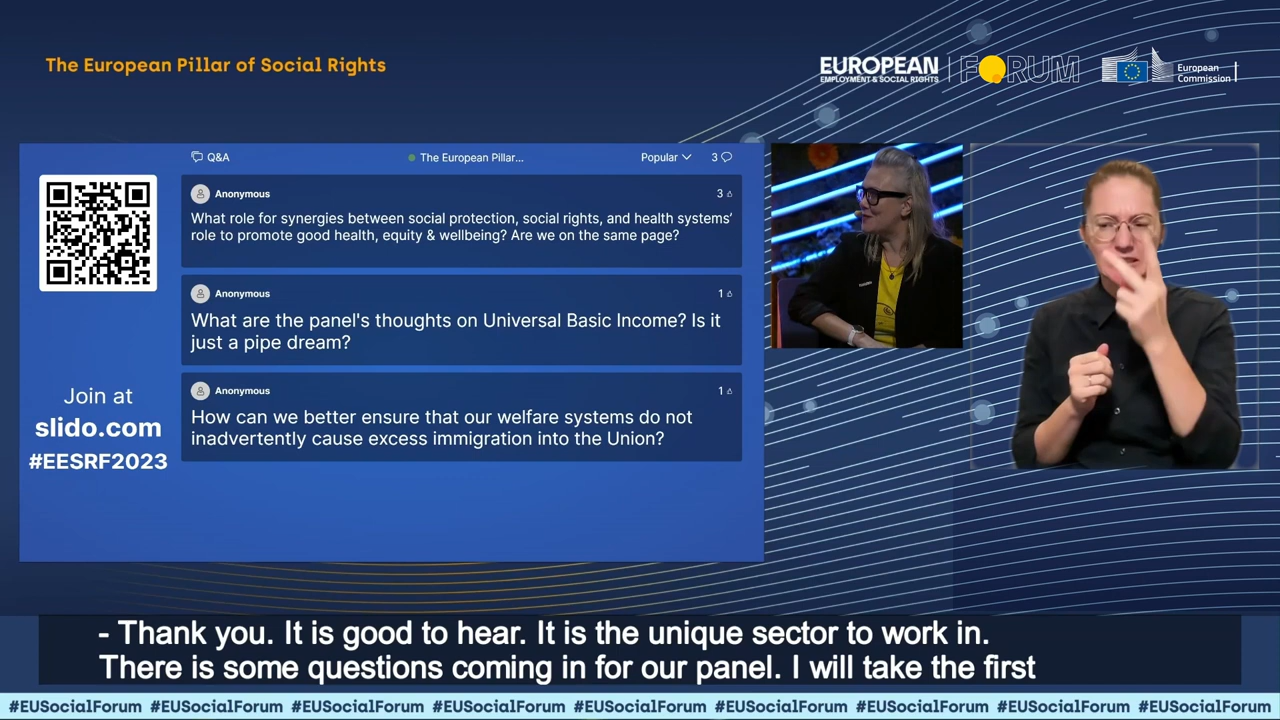 The European Pillar of Social Rights
EUROPEAN
EMPLOYMENT & SOCIAL RIGHTS
FORUM
European
Commission
Q&A
The European Pillar...
Popular
3
Anonymous
3
What role for synergies between social protection, social rights, and health systems'
role to promote good health, equity & wellbeing? Are we on the same page?
Anonymous
1
What are the panel's thoughts on Universal Basic Income? Is it
just a pipe dream?
Anonymous
1
How can we better ensure that our welfare systems do not
inadvertently cause excess immigration into the Union?
Join at
slido.com
#EESRF2023
- Thank you. It is good to hear. It is the unique sector to work in.
There is some questions coming in for our panel. I will take the first
#EUSocialForum #EUSocialForum #EUSocialForum #EUSocialForum #EUSocialForum #EUSocialForum #EUSocialForum #EUSocialForum #EUSocialForum